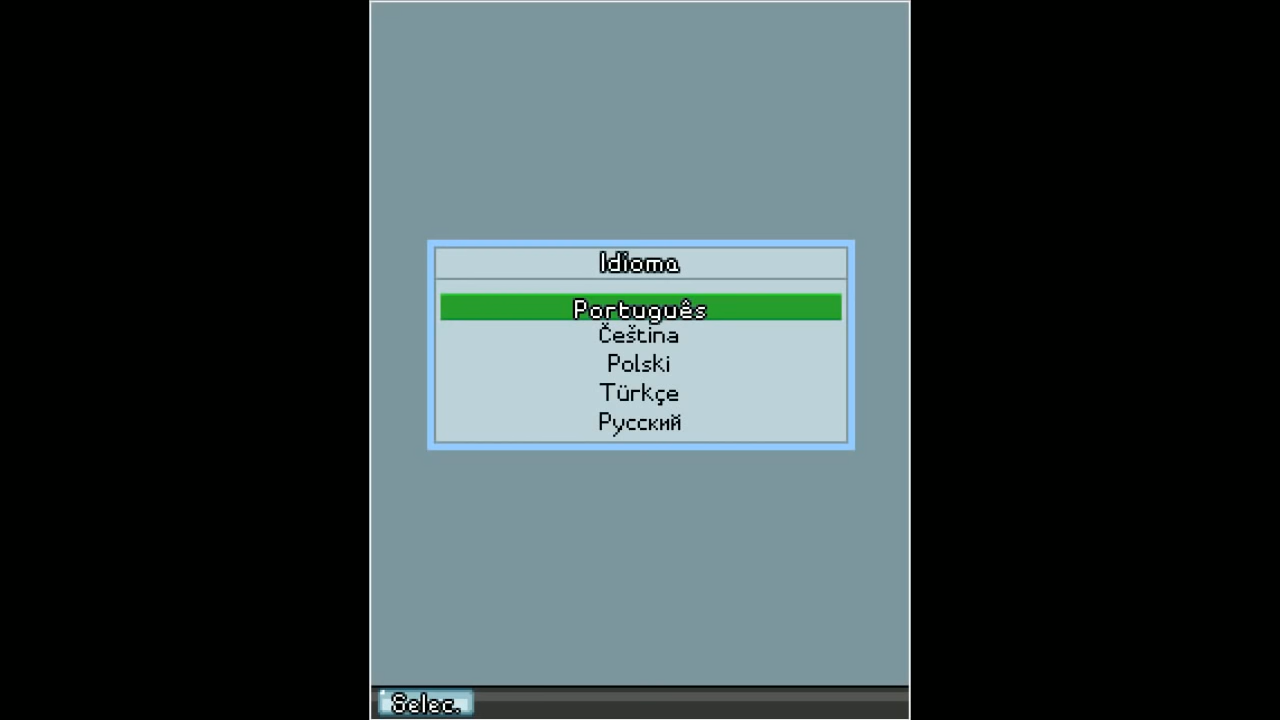 Idioma
Português
Čeština
Polski
Türkçe
Русский
Selec.